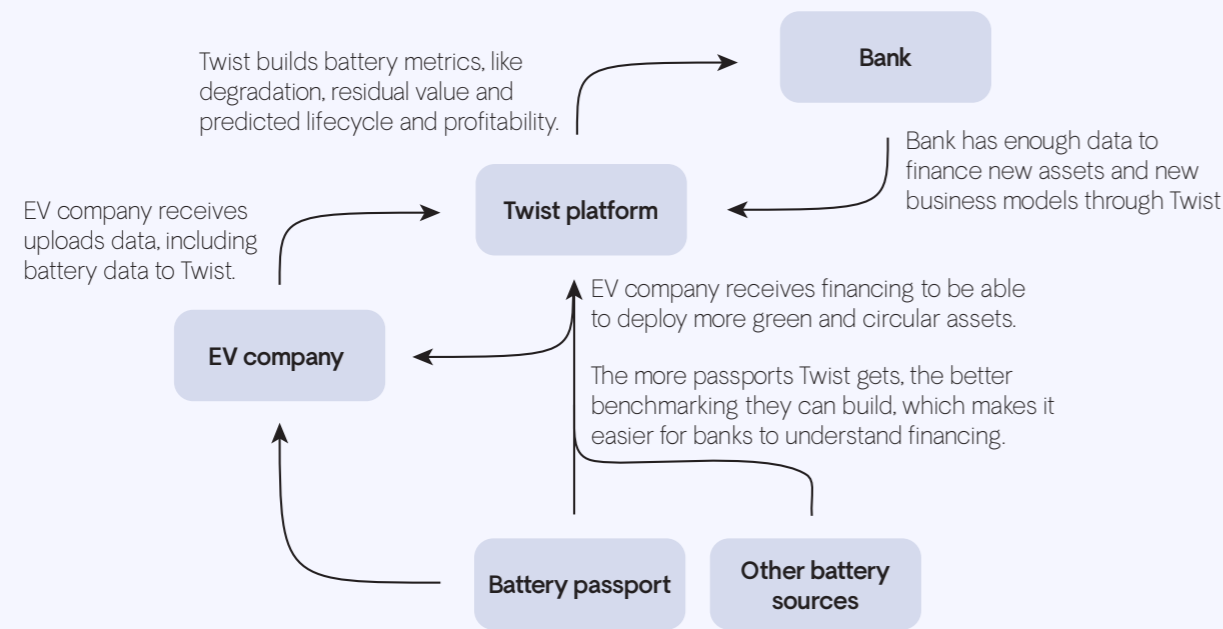 Bank
Twist builds battery metrics, like
degradation, residual value and
predicted lifecycle and profitability.
Bank has enough data to
finance new assets and new
business models through Twist
Twist platform
EV company receives
uploads data, including
battery data to Twist.
EV company receives financing to be able
to deploy more green and circular assets.
EV company
The more passports Twist gets, the better
benchmarking they can build, which makes it
easier for banks to understand financing.
Battery passport
Other battery
sources